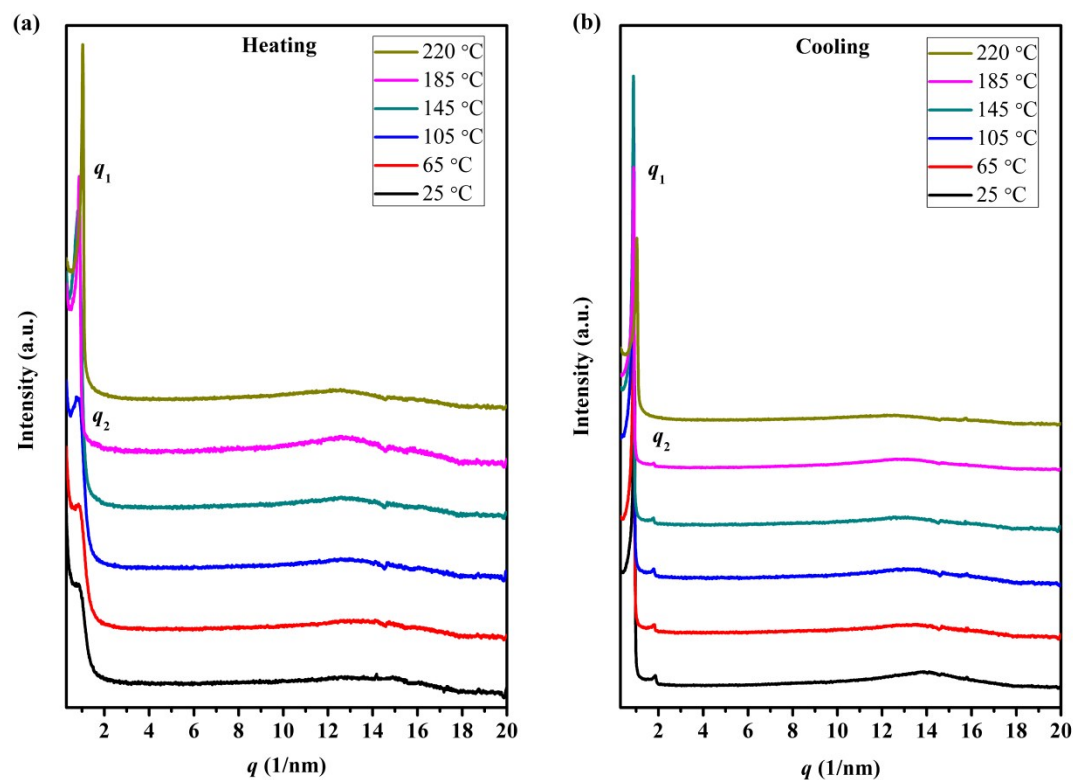 (a)
Heating
220 °C
185 °C
145 °C
105 °C
65 °C
25 °C
q1
q2
Intensity (a.u.)
2 4 6 8 10 12 14 16 18 20
q (1/nm)
(b)
Cooling
220 °C
185 °C
145 °C
105 °C
65 °C
25 °C
q1
q2
Intensity (a.u.)
2 4 6 8 10 12 14 16 18 20
q (1/nm)